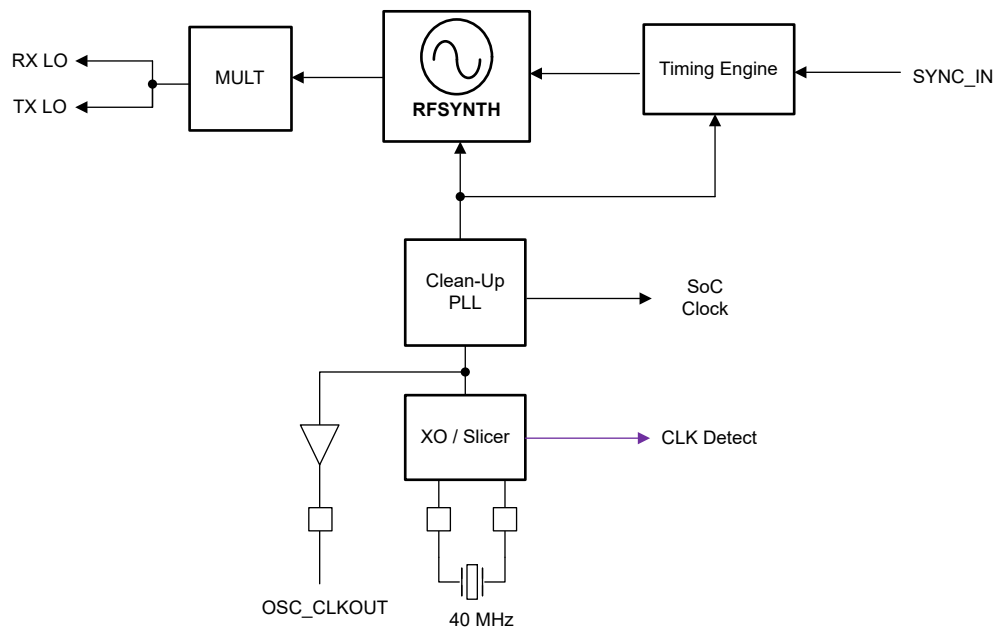 RX LO
TX LO
MULT
RFSYNTH
Timing Engine
SYNC_IN
Clean-Up
PLL
SoC
Clock
XO / Slicer
CLK Detect
OSC_CLKOUT
40 MHz